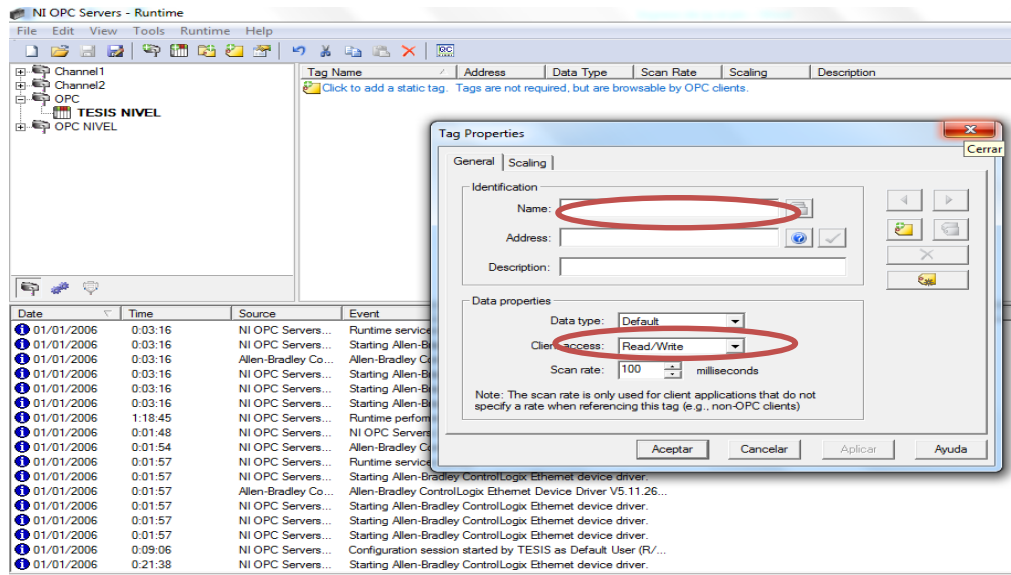 NI OPC Servers - Runtime
File Edit View Tools Runtime Help
Channel1
Channel2
OPC
TESIS NIVEL
OPC NIVEL
Tag Name Address Data Type Scan Rate Scaling Description
Click to add a static tag. Tags are not required, but are browsable by OPC clients.
Tag Properties
Cerrar
General Scaling
Identification
Name:
Address:
Description:
Data properties
Data type: Default
Client access: Read/Write
Scan rate: 100 milliseconds
Note: The scan rate is only used for client applications that do not
specify a rate when referencing this tag (e.g., non-OPC clients)
Aceptar Cancelar Aplicar Ayuda
Date Time Source Event
01/01/2006 0:03:16 NI OPC Servers... Runtime service
01/01/2006 0:03:16 NI OPC Servers... Starting Allen-B
01/01/2006 0:03:16 Allen-Bradley Co... Allen-Bradley Co
01/01/2006 0:03:16 NI OPC Servers... Starting Allen-B
01/01/2006 0:03:16 NI OPC Servers... Starting Allen-B
01/01/2006 0:03:16 NI OPC Servers... Starting Allen-B
01/01/2006 1:18:45 NI OPC Servers... Runtime perfom
01/01/2006 0:01:48 NI OPC Servers... NI OPC Servers
01/01/2006 0:01:54 NI OPC Servers... Allen-Bradley Co
01/01/2006 0:01:57 NI OPC Servers... Runtime service
01/01/2006 0:01:57 NI OPC Servers... Starting Allen-Bradley ControlLogix Ethernet device driver.
01/01/2006 0:01:57 Allen-Bradley Co... Allen-Bradley ControlLogix Ethernet Device Driver V5.11.26...
01/01/2006 0:01:57 NI OPC Servers... Starting Allen-Bradley ControlLogix Ethernet device driver.
01/01/2006 0:01:57 NI OPC Servers... Starting Allen-Bradley ControlLogix Ethernet device driver.
01/01/2006 0:01:57 NI OPC Servers... Starting Allen-Bradley ControlLogix Ethernet device driver.
01/01/2006 0:09:06 NI OPC Servers... Configuration session started by TESIS as Default User (R/...
01/01/2006 0:21:38 NI OPC Servers... Starting Allen-Bradley ControlLogix Ethernet device driver.